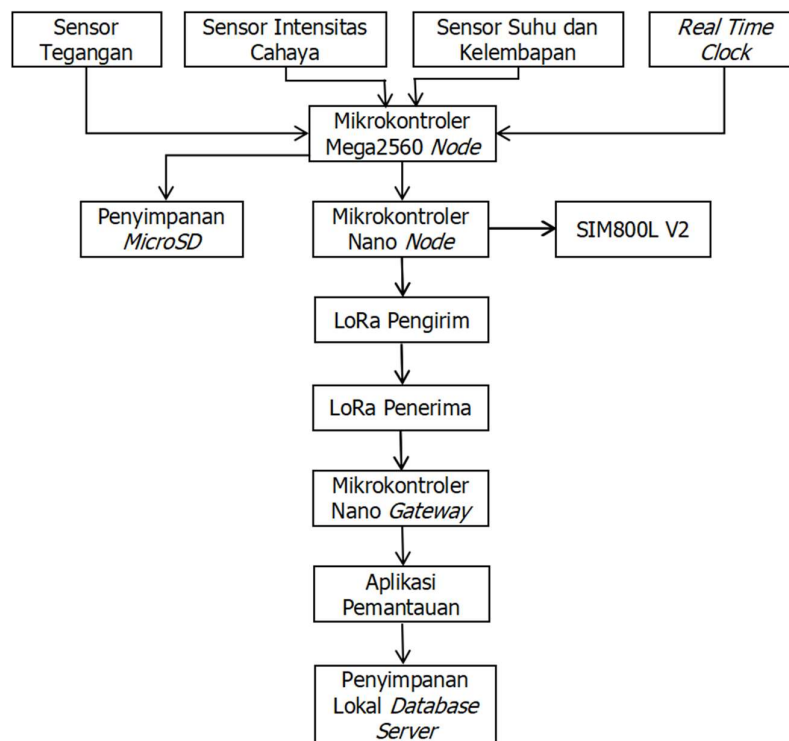 Sensor
Tegangan
Sensor Intensitas
Cahaya
Sensor Suhu dan
Kelembapan
Real Time
Clock
Mikrokontroler
Mega2560 Node
Penyimpanan
MicroSD
Mikrokontroler
Nano Node
SIM800L V2
LoRa Pengirim
LoRa Penerima
Mikrokontroler
Nano Gateway
Aplikasi
Pemantauan
Penyimpanan
Lokal Database
Server